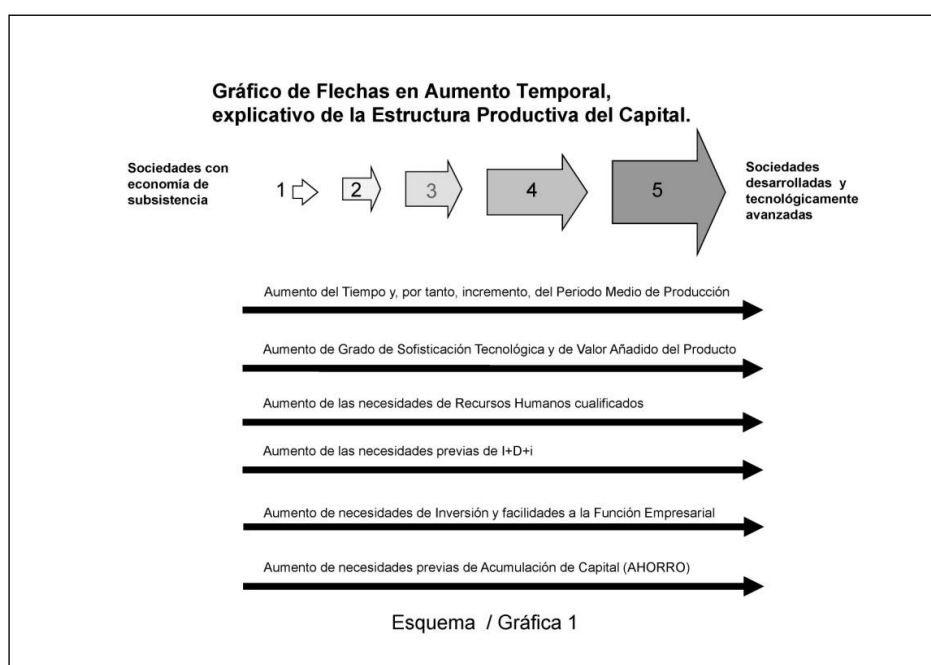 Gráfico de Flechas en Aumento Temporal,
explicativo de la Estructura Productiva del Capital.
Sociedades con
economía de
subsistencia
1
2
3
4
5
Sociedades
desarrolladas y
tecnológicamente
avanzadas
Aumento del Tiempo y, por tanto, incremento, del Periodo Medio de Producción
Aumento de Grado de Sofisticación Tecnológica y de Valor Añadido del Producto
Aumento de las necesidades de Recursos Humanos cualificados
Aumento de las necesidades previas de I+D+i
Aumento de necesidades de Inversión y facilidades a la Función Empresarial
Aumento de necesidades previas de Acumulación de Capital (AHORRO)
Esquema / Gráfica 1